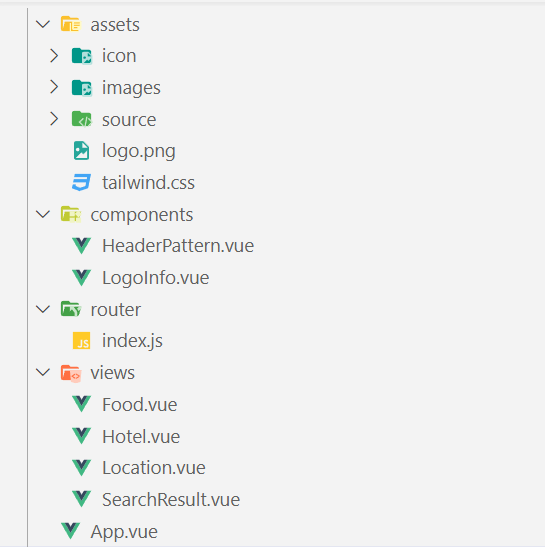 assets
icon
images
source
logo.png
tailwind.css
components
HeaderPattern.vue
LogoInfo.vue
router
JS index.js
views
Food.vue
Hotel.vue
Location.vue
SearchResult.vue
App.vue